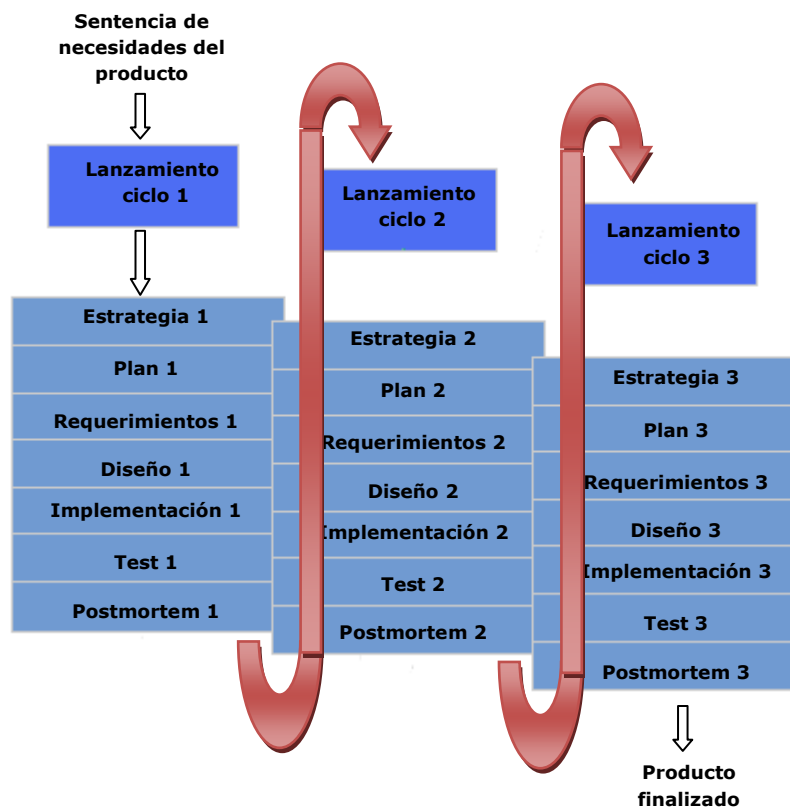 Sentencia de
necesidades del
producto
Lanzamiento
ciclo 1
Estrategia 1
Plan 1
Requerimientos 1
Diseño 1
Implementación 1
Test 1
Postmortem 1
Lanzamiento
ciclo 2
Estrategia 2
Plan 2
Requerimientos 2
Diseño 2
Implementación 2
Test 2
Postmortem 2
Lanzamiento
ciclo 3
Estrategia 3
Plan 3
Requerimientos 3
Diseño 3
Implementación 3
Test 3
Postmortem 3
Producto
finalizado